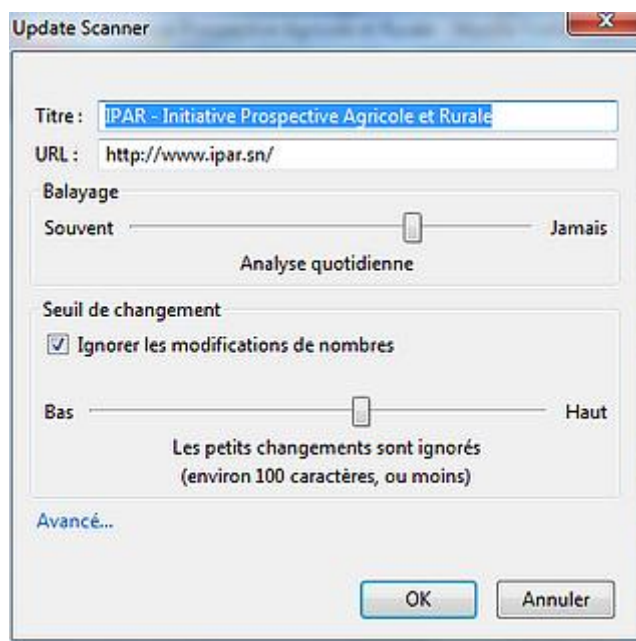 Update Scanner
Titre : IPAR - Initiative Prospective Agricole et Rurale
URL : http://www.ipar.sn/
Balayage
Souvent Jamais
Analyse quotidienne
Seuil de changement
Ignorer les modifications de nombres
Bas Haut
Les petits changements sont ignorés
(environ 100 caractères, ou moins)
Avancé...
OK Annuler